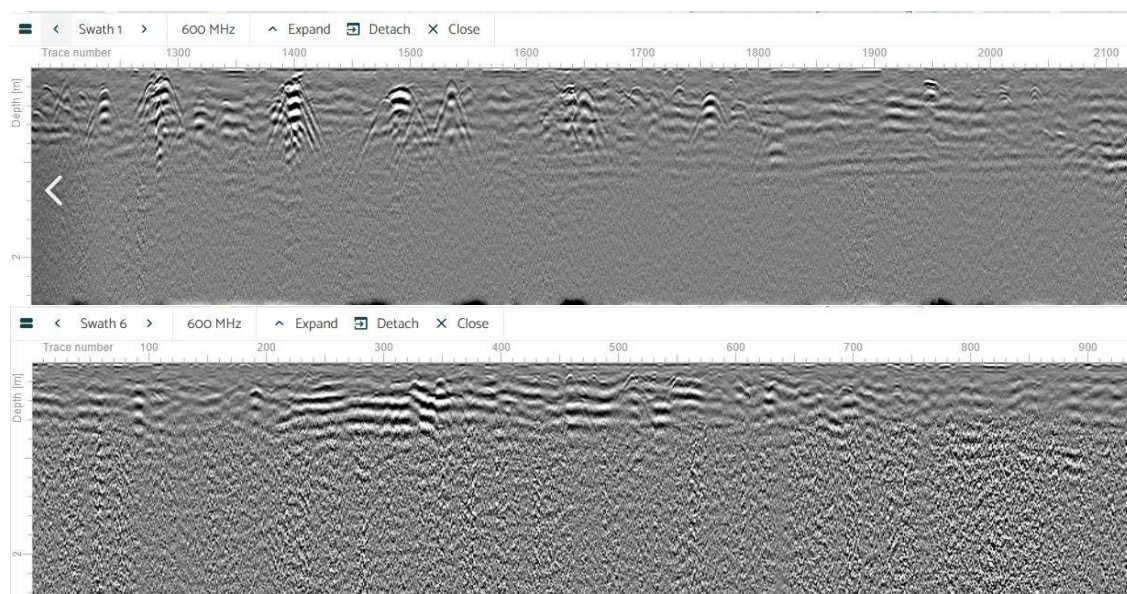 Swath 1 600 MHz Expand Detach Close
Trace number 1300 1400 1500 1600 1700 1800 1900 2000 2100
Depth [m]
2
Swath 6 600 MHz Expand Detach Close
Trace number 100 200 300 400 500 600 700 800 900
Depth [m]
2